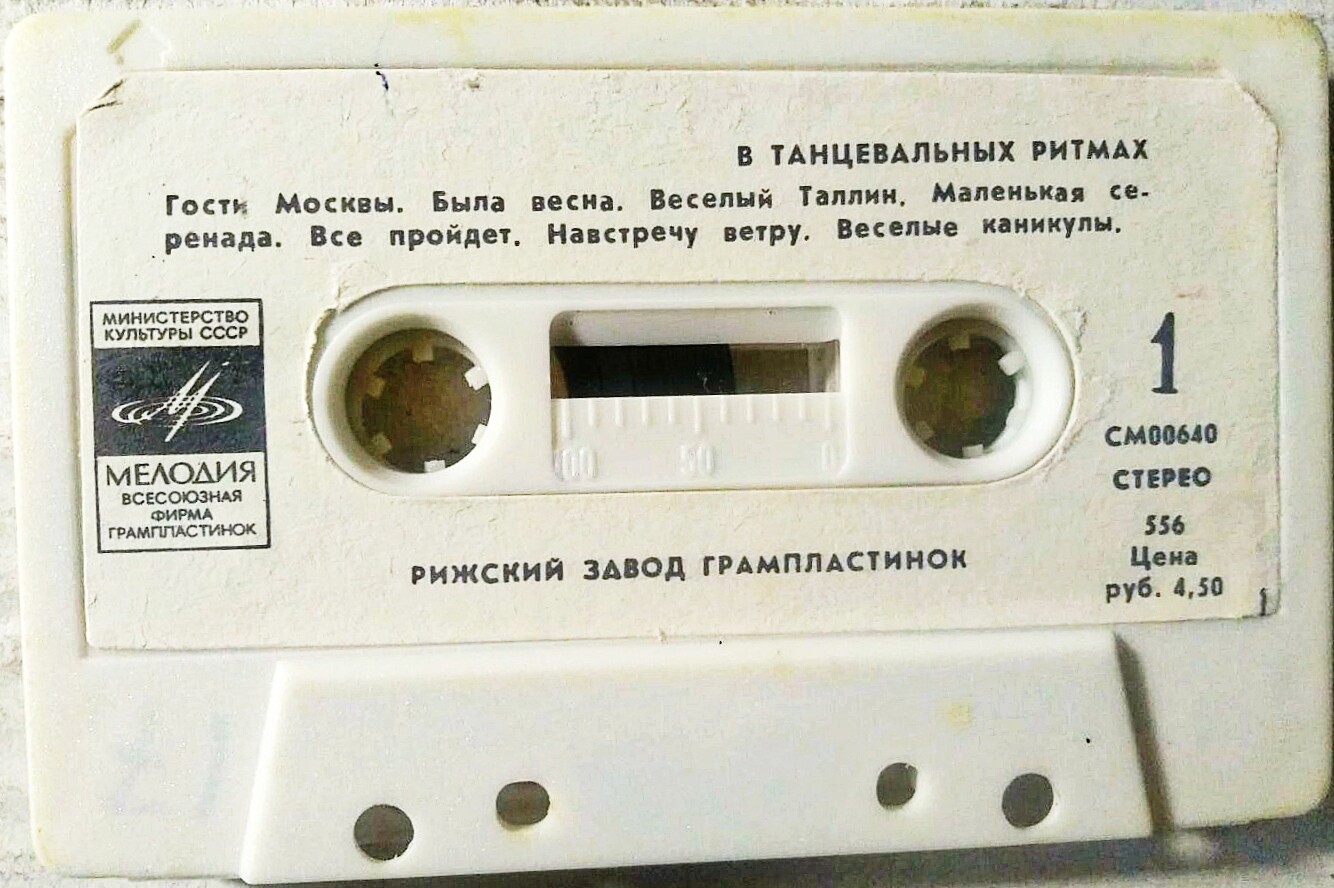 В ТАНЦЕВАЛЬНЫХ РИТМАХ
Гости Москвы. Была весна. Веселый Таллин. Маленькая се-
ренада. Все пройдет. Навстречу ветру. Веселые каникулы.
МИНИСТЕРСТВО
КУЛЬТУРЫ СССР
МЕЛОДИЯ
ВСЕСОЮЗНАЯ
ФИРМА
ГРАМПЛАСТИНОК
100 50 0
1
СМ00640
СТЕРЕО
556
Цена
руб. 4,50
РИЖСКИЙ ЗАВОД ГРАМПЛАСТИНОК